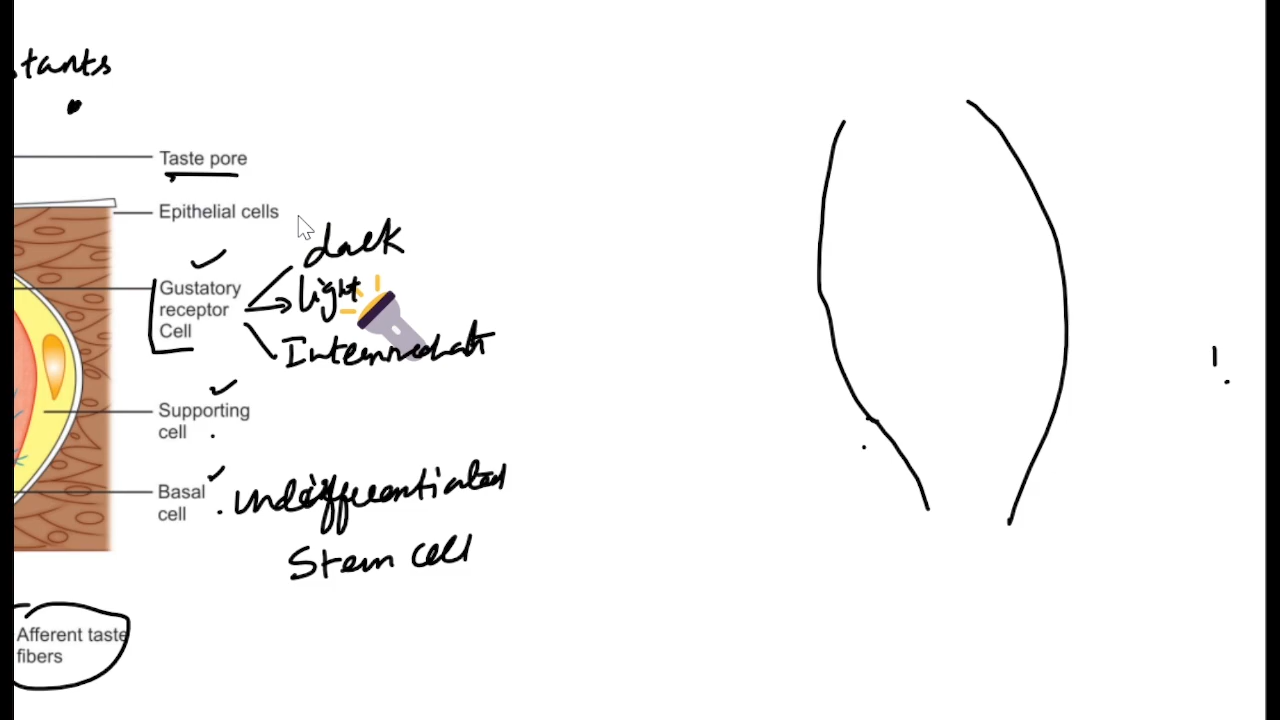 tants
Taste pore
Epithelial cells
dark
Gustatory
receptor
Cell
light
Intermediate
Supporting
cell
Basal
cell
undifferentiated
Stem cell
Afferent taste
fibers